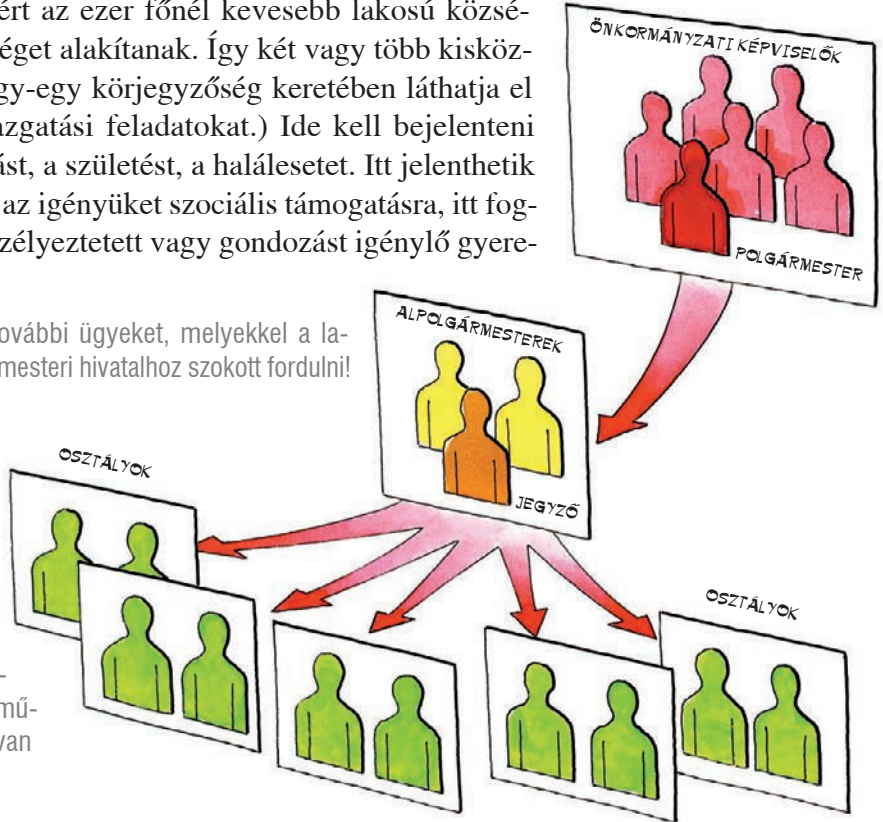 ért az ezer főnél kevesebb lakosú közsé-
éget alakítanak. Így két vagy több kisköz-
gy-egy körjegyzőség keretében láthatja el
azgatási feladatokat.) Ide kell bejelenteni
ást, a születést, a halálesetet. Itt jelenthetik
az igényüket szociális támogatásra, itt fog-
zélyeztetett vagy gondozást igénylő gyere-
ovábbi ügyeket, melyekkel a la-
mesteri hivatalhoz szokott fordulni!
ÖNKORMÁNYZATI KÉPVISELŐK
POLGÁRMESTER
ALPOLGÁRMESTEREK
JEGYZŐ
OSZTÁLYOK
OSZTÁLYOK
-
mű-
van